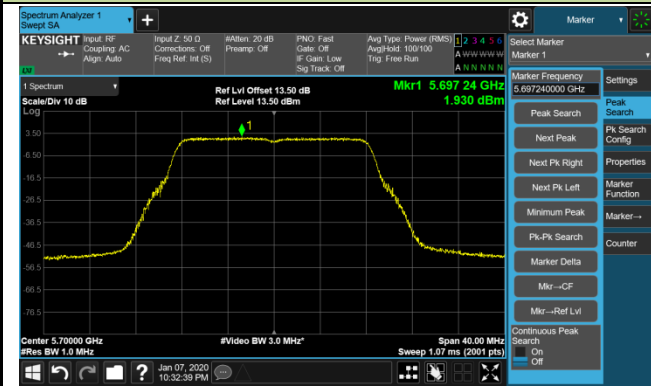 Spectrum Analyzer 1
Swept SA
+
Marker
KEYSIGHT
Input: RF
Coupling: AC
Align: Auto
Input Z: 50 Ω
Corrections: Off
Freq Ref: Int (S)
#Atten: 20 dB
Preamp: Off
PNO: Fast
Gate: Off
IF Gain: Low
Sig Track: Off
Avg Type: Power (RMS)
Avg|Hold: 100/100
Trig: Free Run
1 2 3 4 5 6
A W W W W W
A N N N N N
Select Marker
Marker 1
LVI
1 Spectrum
Scale/Div 10 dB
Log
Ref Lvl Offset 13.50 dB
Ref Level 13.50 dBm
Mkr1 5.697 24 GHz
1.930 dBm
1
3.50
-6.50
-16.5
-26.5
-36.5
-46.5
-56.5
-66.5
-76.5
Center 5.70000 GHz
#Res BW 1.0 MHz
#Video BW 3.0 MHz*
Span 40.00 MHz
Sweep 1.07 ms (2001 pts)
Marker Frequency
5.697240000 GHz
Peak Search
Next Peak
Next Pk Right
Next Pk Left
Minimum Peak
Pk-Pk Search
Marker Delta
Mkr→CF
Mkr→Ref Lvl
Continuous Peak
Search
On
Off
Settings
Peak
Search
Pk Search
Config
Properties
Marker
Function
Marker→
Counter
?
Jan 07, 2020
10:32:39 PM